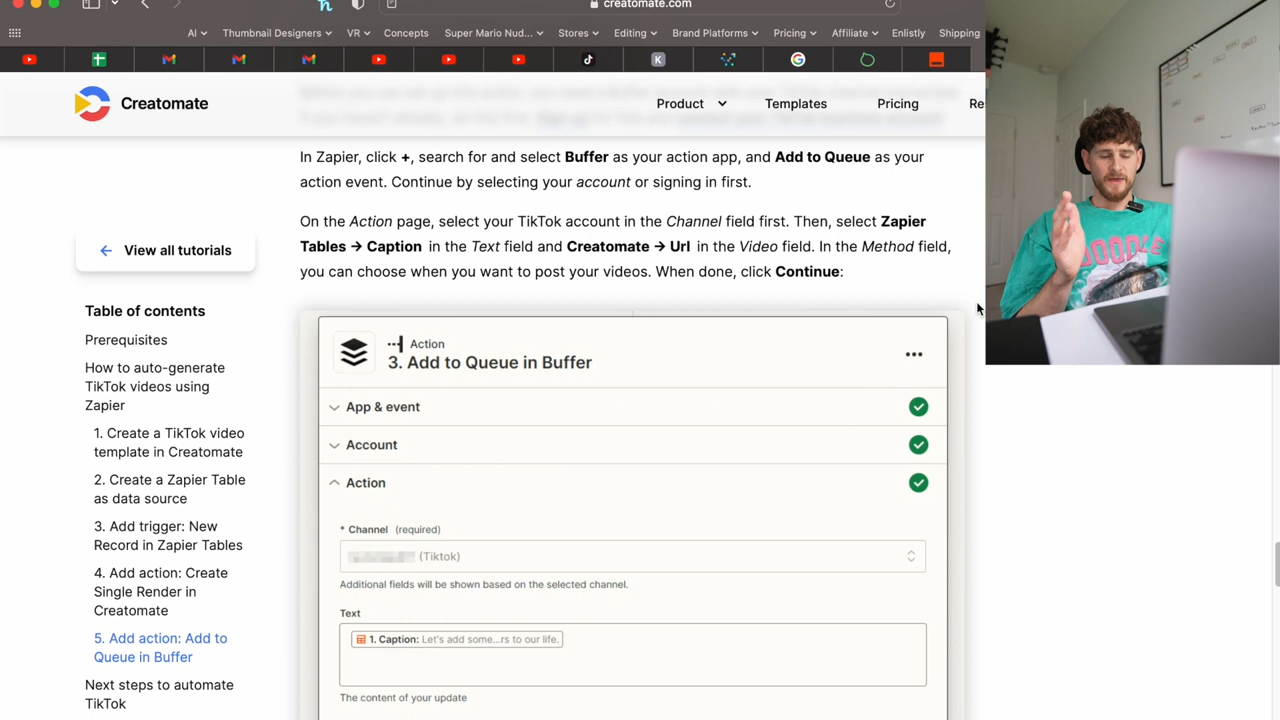 creatomate.com
AI
Thumbnail Designers
VR
Concepts
Super Mario Nud...
Stores
Editing
Brand Platforms
Pricing
Affiliate
Enlistly
Shipping
K
G
Creatomate
Product
Templates
Pricing
Re
In Zapier, click +, search for and select Buffer as your action app, and Add to Queue as your
action event. Continue by selecting your account or signing in first.
On the Action page, select your TikTok account in the Channel field first. Then, select Zapier
Tables → Caption in the Text field and Creatomate → Url in the Video field. In the Method field,
you can choose when you want to post your videos. When done, click Continue:
← View all tutorials
Table of contents
Prerequisites
How to auto-generate
TikTok videos using
Zapier
1. Create a TikTok video
template in Creatomate
2. Create a Zapier Table
as data source
3. Add trigger: New
Record in Zapier Tables
4. Add action: Create
Single Render in
Creatomate
5. Add action: Add to
Queue in Buffer
Next steps to automate
TikTok
Action
3. Add to Queue in Buffer
App & event
Account
Action
* Channel (required)
(Tiktok)
Additional fields will be shown based on the selected channel.
Text
1. Caption: Let's add some...rs to our life.
The content of your update